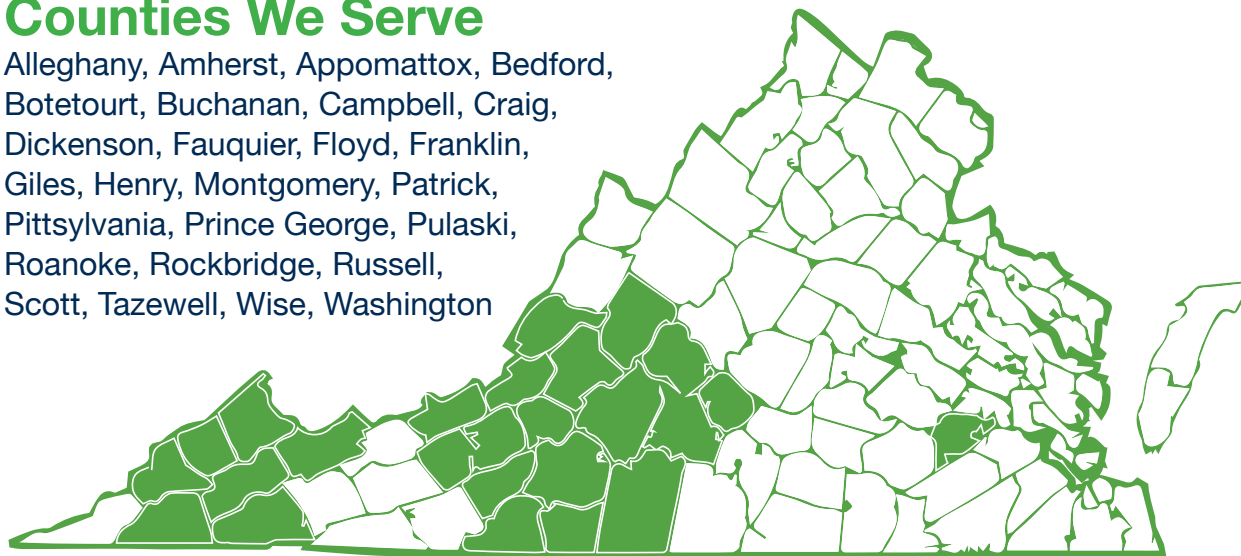 Counties We Serve
Alleghany, Amherst, Appomattox, Bedford,
Botetourt, Buchanan, Campbell, Craig,
Dickenson, Fauquier, Floyd, Franklin,
Giles, Henry, Montgomery, Patrick,
Pittsylvania, Prince George, Pulaski,
Roanoke, Rockbridge, Russell,
Scott, Tazewell, Wise, Washington